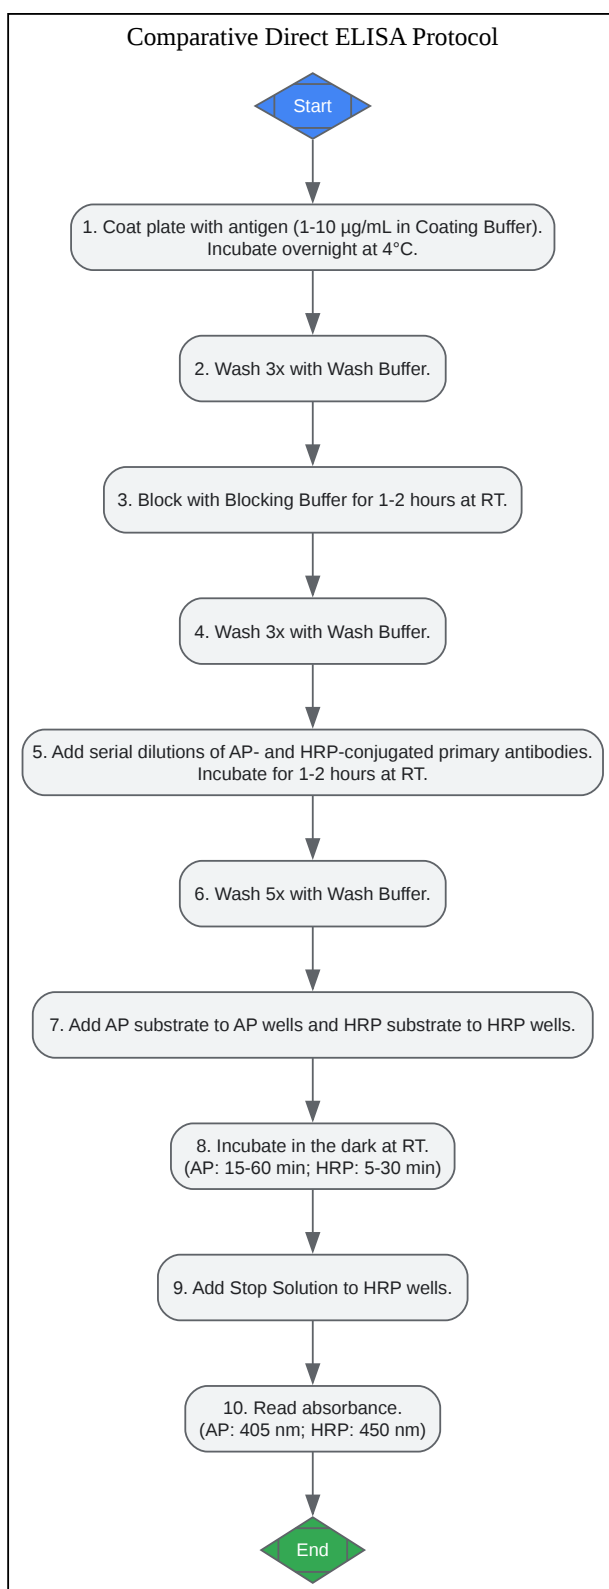 Comparative Direct ELISA Protocol
Start
1. Coat plate with antigen (1-10 µg/mL in Coating Buffer).
Incubate overnight at 4°C.
2. Wash 3x with Wash Buffer.
3. Block with Blocking Buffer for 1-2 hours at RT.
4. Wash 3x with Wash Buffer.
5. Add serial dilutions of AP- and HRP-conjugated primary antibodies.
Incubate for 1-2 hours at RT.
6. Wash 5x with Wash Buffer.
7. Add AP substrate to AP wells and HRP substrate to HRP wells.
8. Incubate in the dark at RT.
(AP: 15-60 min; HRP: 5-30 min)
9. Add Stop Solution to HRP wells.
10. Read absorbance.
(AP: 405 nm; HRP: 450 nm)
End